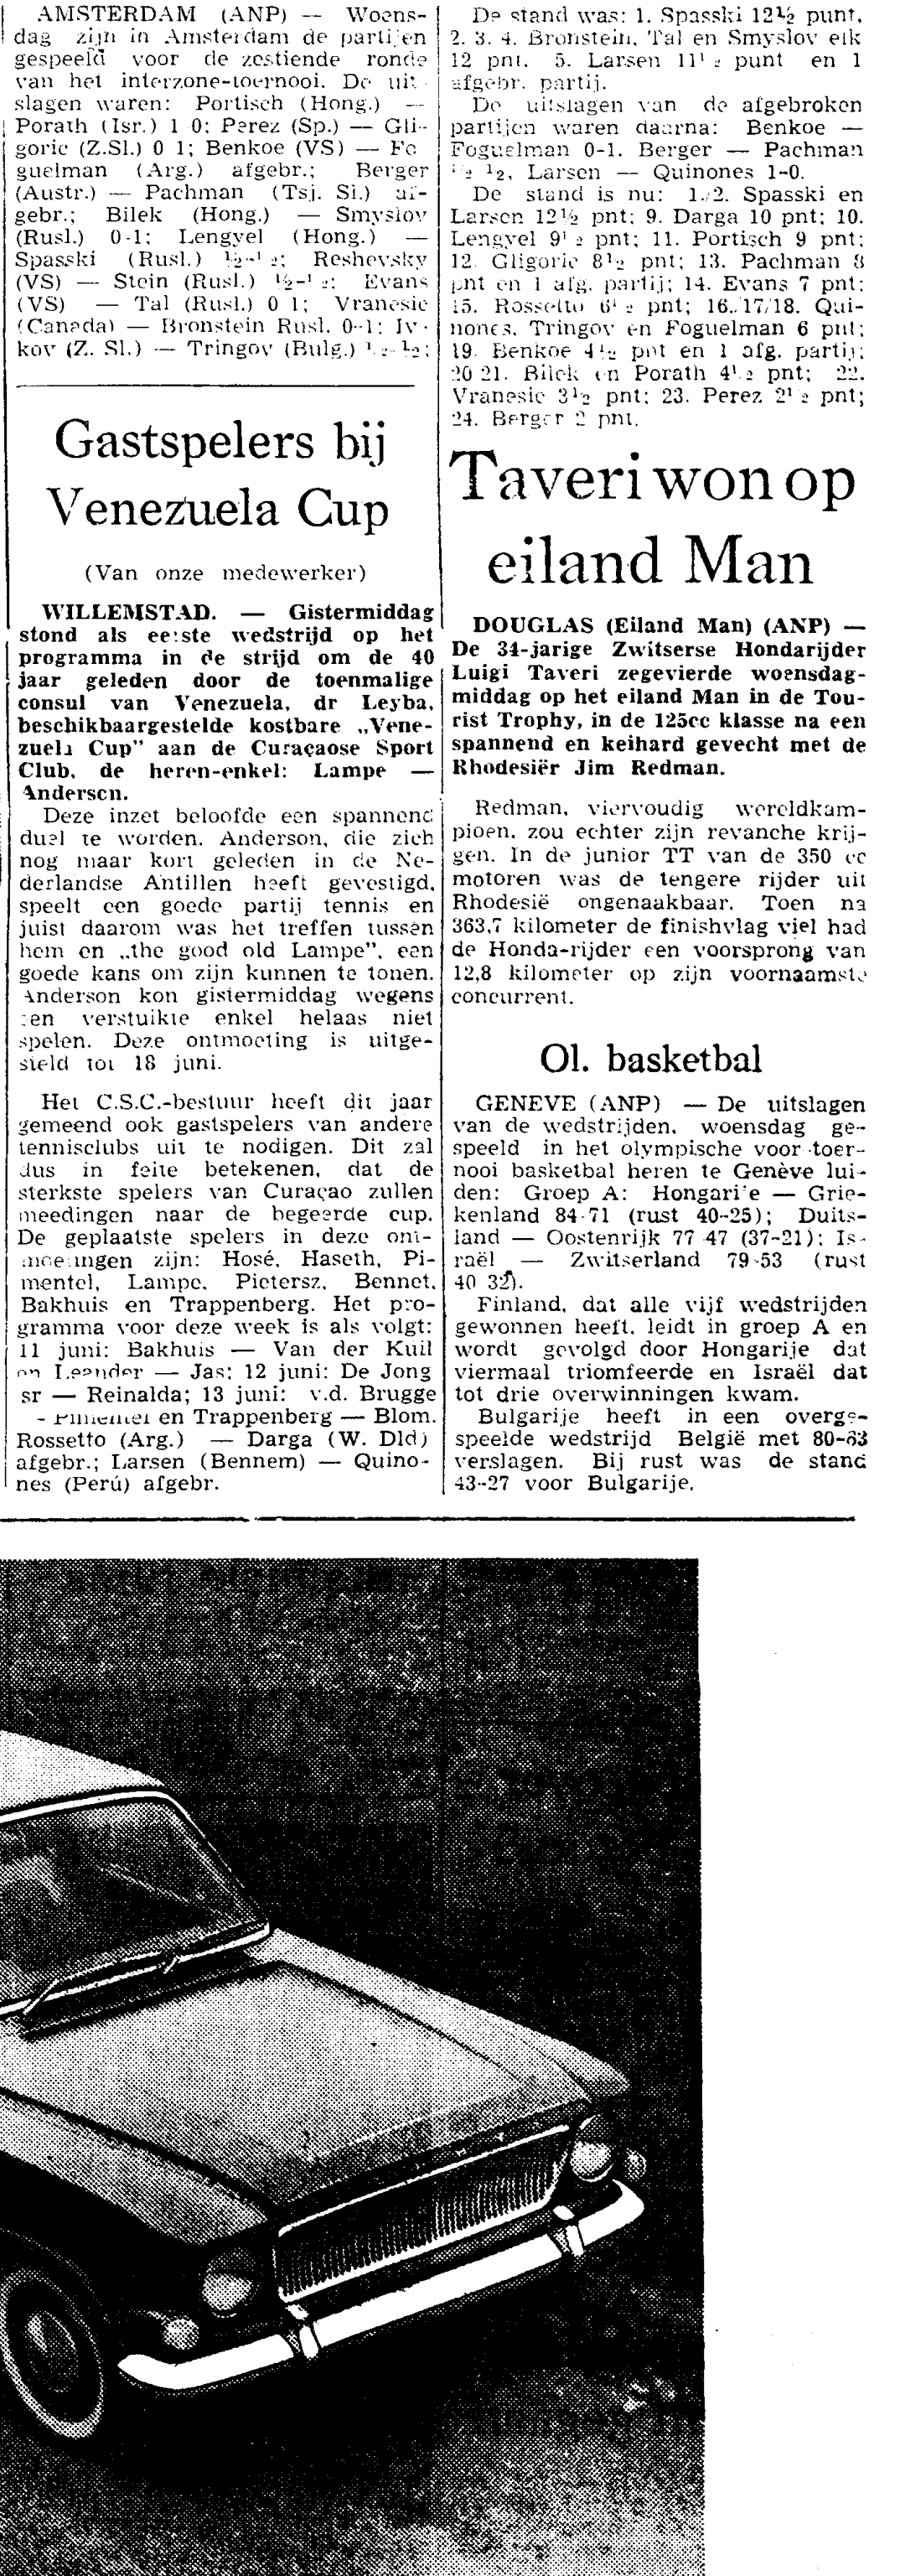 AMSTERDAM (ANP) — Woens-
dag zijn in Amsterdam de partijen
gespeeld voor de zestiende ronde
van het interzone-toernooi. De uit-
slagen waren: Portisch (Hong.) —
Porath (Isr.) 1 0; Perez (Sp.) — Gli-
goric (Z.Sl.) 0 1; Benkoe (VS) — Fo
guelman (Arg.) afgebr.; Berger
(Austr.) — Pachman (Tsj. Sl.) af-
gebr.; Bilek (Hong.) — Smyslov
(Rusl.) 0-1; Lengyel (Hong.) —
Spasski (Rusl.) ½-½; Reshevsky
(VS) — Stein (Rusl.) ½-½; Evans
(VS) — Tal (Rusl.) 0 1; Vranesic
(Canada) — Bronstein Rusl. 0-1; Iv-
kov (Z. Sl.) — Tringov (Bulg.) ½-½;
Gastspelers bij
Venezuela Cup
(Van onze medewerker)
WILLEMSTAD. — Gistermiddag
stond als eerste wedstrijd op het
programma in de strijd om de 40
jaar geleden door de toenmalige
consul van Venezuela, dr Leyba,
beschikbaargestelde kostbare „Vene-
zuela Cup" aan de Curaçaose Sport
Club, de heren-enkel: Lampe —
Andersen.
Deze inzet beloofde een spannend
duel te worden. Anderson, die zich
nog maar kort geleden in de Ne-
derlandse Antillen heeft gevestigd,
speelt een goede partij tennis en
juist daarom was het treffen tussen
hem en „the good old Lampe", een
goede kans om zijn kunnen te tonen.
Anderson kon gistermiddag wegens
een verstuikte enkel helaas niet
spelen. Deze ontmoeting is uitge-
steld tot 18 juni.
Het C.S.C.-bestuur heeft dit jaar
gemeend ook gastspelers van andere
tennisclubs uit te nodigen. Dit zal
dus in feite betekenen, dat de
sterkste spelers van Curaçao zullen
meedingen naar de begeerde cup.
De geplaatste spelers in deze ont-
moetingen zijn: Hosé, Haseth, Pi-
mentel, Lampe, Pietersz, Bennet,
Bakhuis en Trappenberg. Het pro-
gramma voor deze week is als volgt:
11 juni: Bakhuis — Van der Kuil
en Leander — Jas; 12 juni: De Jong
sr — Reinalda; 13 juni: v.d. Brugge
- Pimentel en Trappenberg — Blom.
Rossetto (Arg.) — Darga (W. Dld)
afgebr.; Larsen (Bennem) — Quino-
nes (Perú) afgebr.
De stand was: 1. Spasski 12½ punt,
2. 3. 4. Bronstein, Tal en Smyslov elk
12 pnt. 5. Larsen 11½ punt en 1
afgebr. partij.
De uitslagen van de afgebroken
partijen waren daarna: Benkoe —
Foguelman 0-1. Berger — Pachman
½ ½, Larsen — Quinones 1-0.
De stand is nu: 1./2. Spasski en
Larsen 12½ pnt; 9. Darga 10 pnt; 10.
Lengyel 9½ pnt; 11. Portisch 9 pnt;
12. Gligoric 8½ pnt; 13. Pachman 8
pnt en 1 afg. partij; 14. Evans 7 pnt;
15. Rossetto 6½ pnt; 16./17/18. Qui-
nones, Tringov en Foguelman 6 pnt;
19. Benkoe 4½ pnt en 1 afg. partij;
20 21. Bilek en Porath 4½ pnt; 22.
Vranesic 3½ pnt; 23. Perez 2½ pnt;
24. Berger 2 pnt.
Taveri won op
eiland Man
DOUGLAS (Eiland Man) (ANP) —
De 34-jarige Zwitserse Hondarijder
Luigi Taveri zegevierde woensdag-
middag op het eiland Man in de Tou-
rist Trophy, in de 125cc klasse na een
spannend en keihard gevecht met de
Rhodesiër Jim Redman.
Redman, viervoudig wereldkam-
pioen, zou echter zijn revanche krij-
gen. In de junior TT van de 350 cc
motoren was de tengere rijder uit
Rhodesië ongenaakbaar. Toen na
363,7 kilometer de finishvlag viel had
de Honda-rijder een voorsprong van
12,8 kilometer op zijn voornaamste
concurrent.
Ol. basketbal
GENEVE (ANP) — De uitslagen
van de wedstrijden, woensdag ge-
speeld in het olympische voor-toer-
nooi basketbal heren te Genève lui-
den: Groep A: Hongarije — Grie-
kenland 84-71 (rust 40-25); Duits-
land — Oostenrijk 77 47 (37-21); Is-
raël — Zwitserland 79-53 (rust
40 32).
Finland, dat alle vijf wedstrijden
gewonnen heeft, leidt in groep A en
wordt gevolgd door Hongarije dat
viermaal triomfeerde en Israël dat
tot drie overwinningen kwam.
Bulgarije heeft in een overge-
speelde wedstrijd België met 80-63
verslagen. Bij rust was de stand
43-27 voor Bulgarije.